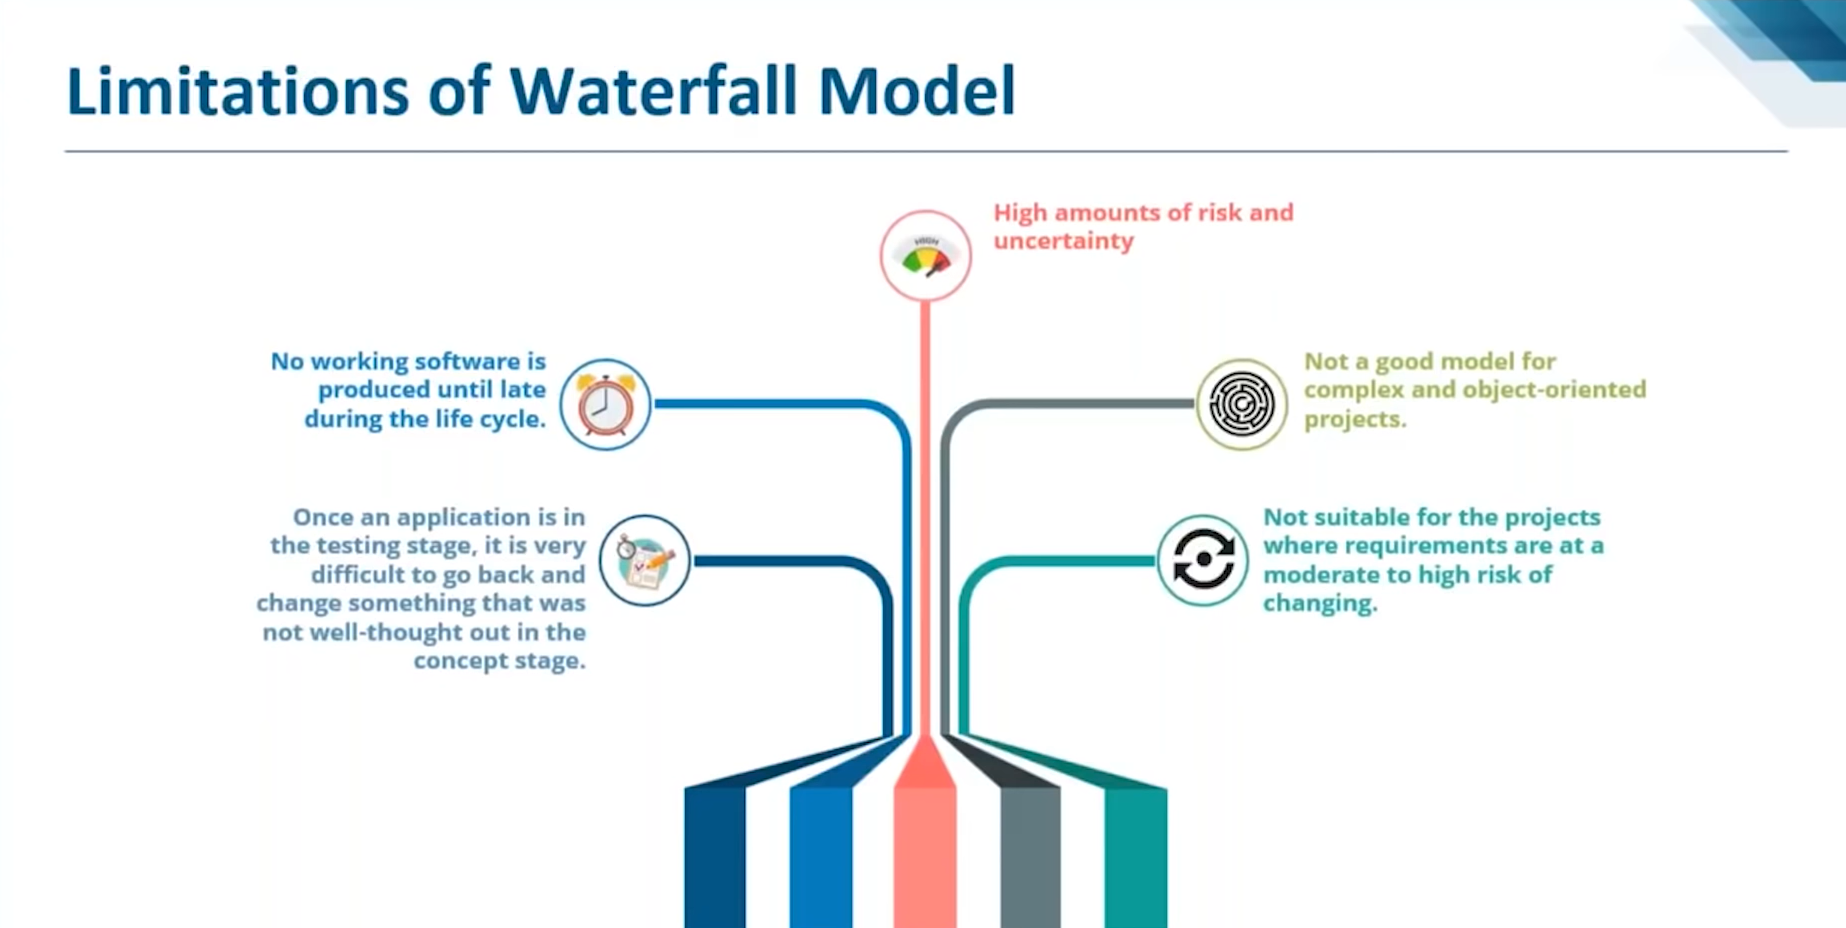 Limitations of Waterfall Model
HIGH
High amounts of risk and
uncertainty
No working software is
produced until late
during the life cycle.
Not a good model for
complex and object-oriented
projects.
Once an application is in
the testing stage, it is very
difficult to go back and
change something that was
not well-thought out in the
concept stage.
Not suitable for the projects
where requirements are at a
moderate to high risk of
changing.